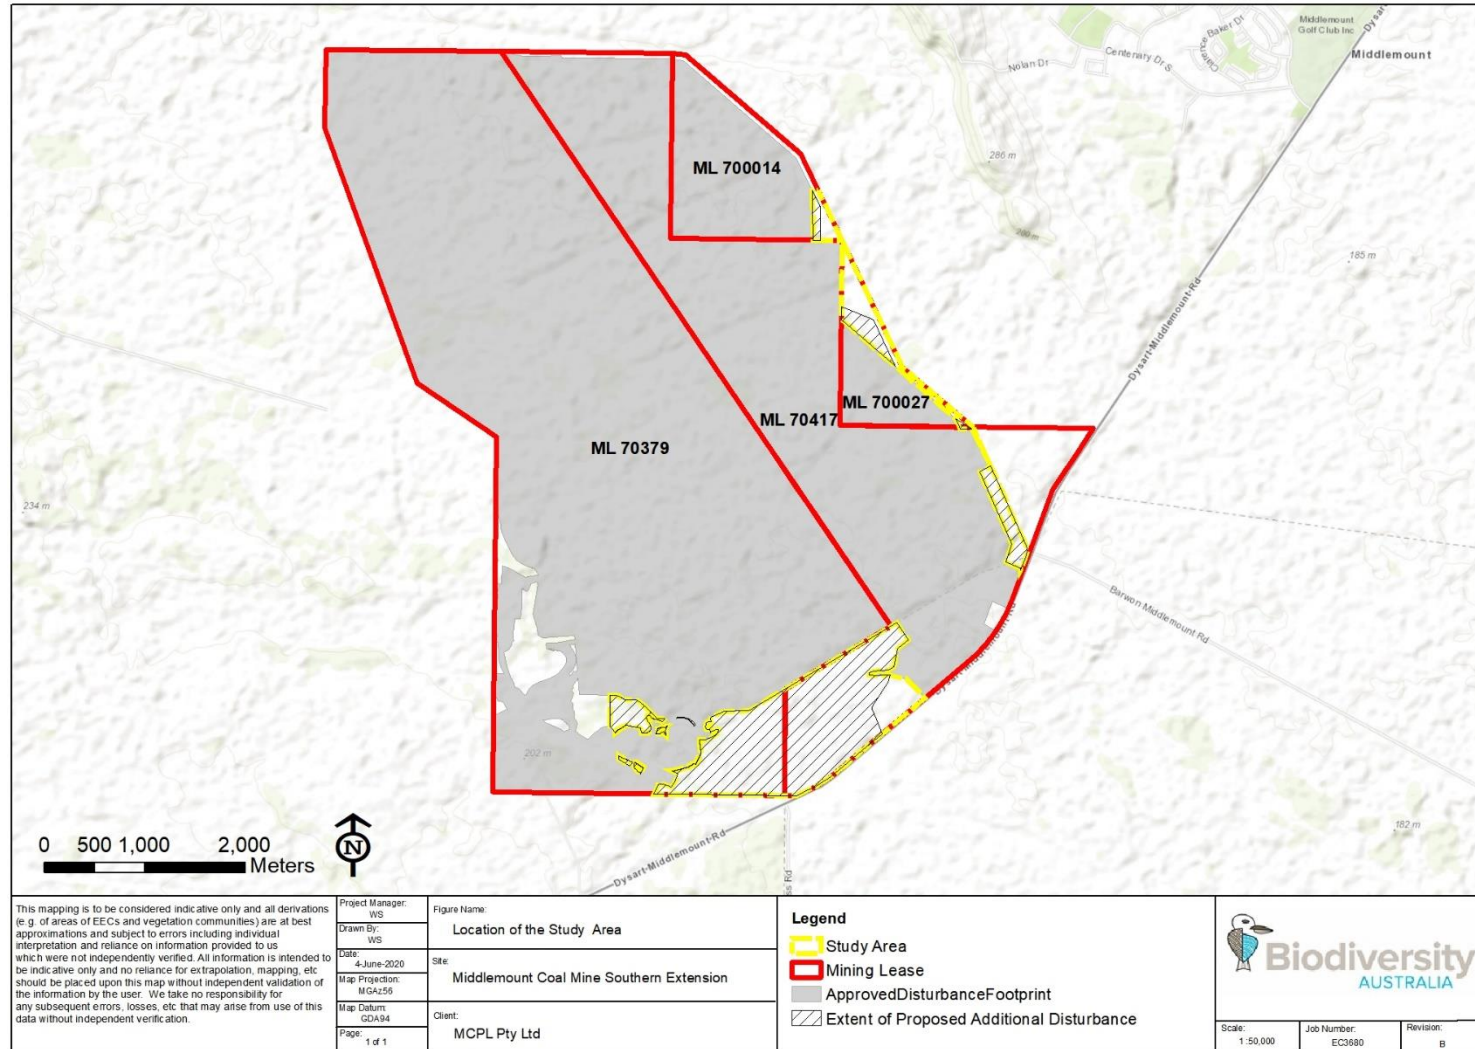 Middlemount
Golf Club Inc
Dysart
Clarence Baker Dr
Middlemount
Centenary Dr S
Nolan Dr
ML 700014
286 m
200 m
185 m
Dysart-Middlemount-Rd
ML 700027
ML 70417
ML 70379
234 m
Barwon Middlemount Rd
Dysart-Middlemount Rd
202 m
182 m
Dysart-Middlemount-Rd
ss Rd
0 500 1,000 2,000
Meters
N
This mapping is to be considered indicative only and all derivations
(e.g. of areas of EECs and vegetation communities) are at best
approximations and subject to errors including individual
interpretation and reliance on information provided to us
which were not independently verified. All information is intended to
be indicative only and no reliance for extrapolation, mapping, etc
should be placed upon this map without independent validation of
the information by the user. We take no responsibility for
any subsequent errors, losses, etc that may arise from use of this
data without independent verification.
Project Manager:
WS
Drawn By:
WS
Date:
4-June-2020
Map Projection:
MGAz56
Map Datum:
GDA94
Page:
1 of 1
Figure Name:
Location of the Study Area
Site:
Middlemount Coal Mine Southern Extension
Client:
MCPL Pty Ltd
Legend
Study Area
Mining Lease
ApprovedDisturbanceFootprint
Extent of Proposed Additional Disturbance
Biodiversity
AUSTRALIA
Scale:
1:50,000
Job Number:
EC3680
Revision:
B